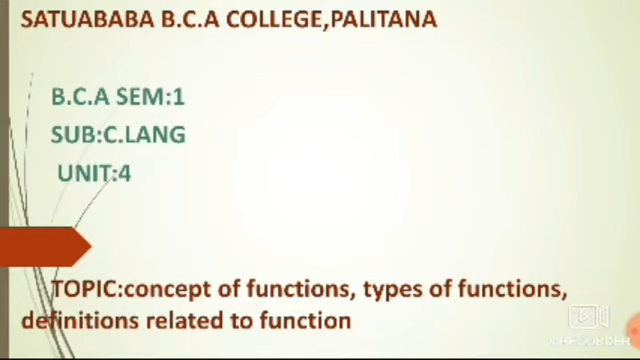 SATUABABA B.C.A COLLEGE,PALITANA
B.C.A SEM:1
SUB:C.LANG
UNIT:4
TOPIC:concept of functions, types of functions,
definitions related to function